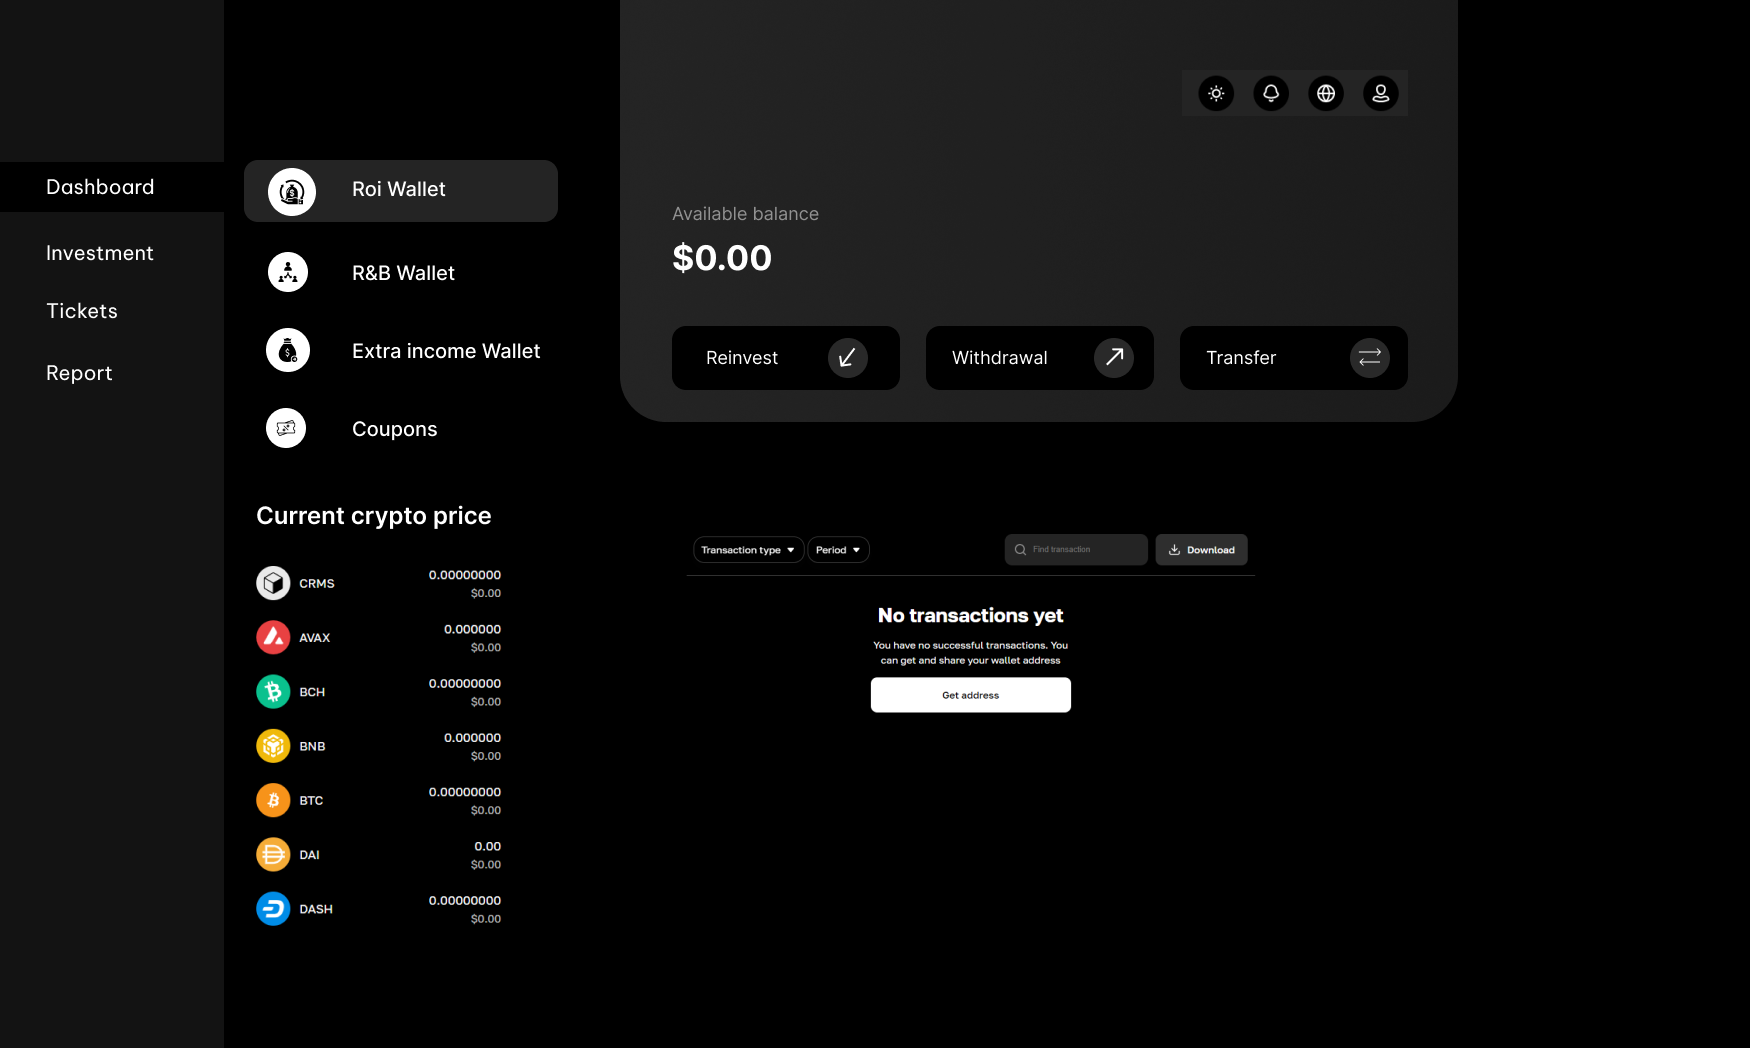 Dashboard
Investment
Tickets
Report
Roi Wallet
R&B Wallet
Extra income Wallet
Coupons
Current crypto price
CRMS
0.00000000
$0.00
AVAX
0.000000
$0.00
BCH
0.00000000
$0.00
BNB
0.000000
$0.00
BTC
0.00000000
$0.00
DAI
0.00
$0.00
DASH
0.00000000
$0.00
Available balance
$0.00
Reinvest
Withdrawal
Transfer
Transaction type
Period
Find transaction
Download
No transactions yet
You have no successful transactions. You
can get and share your wallet address
Get address